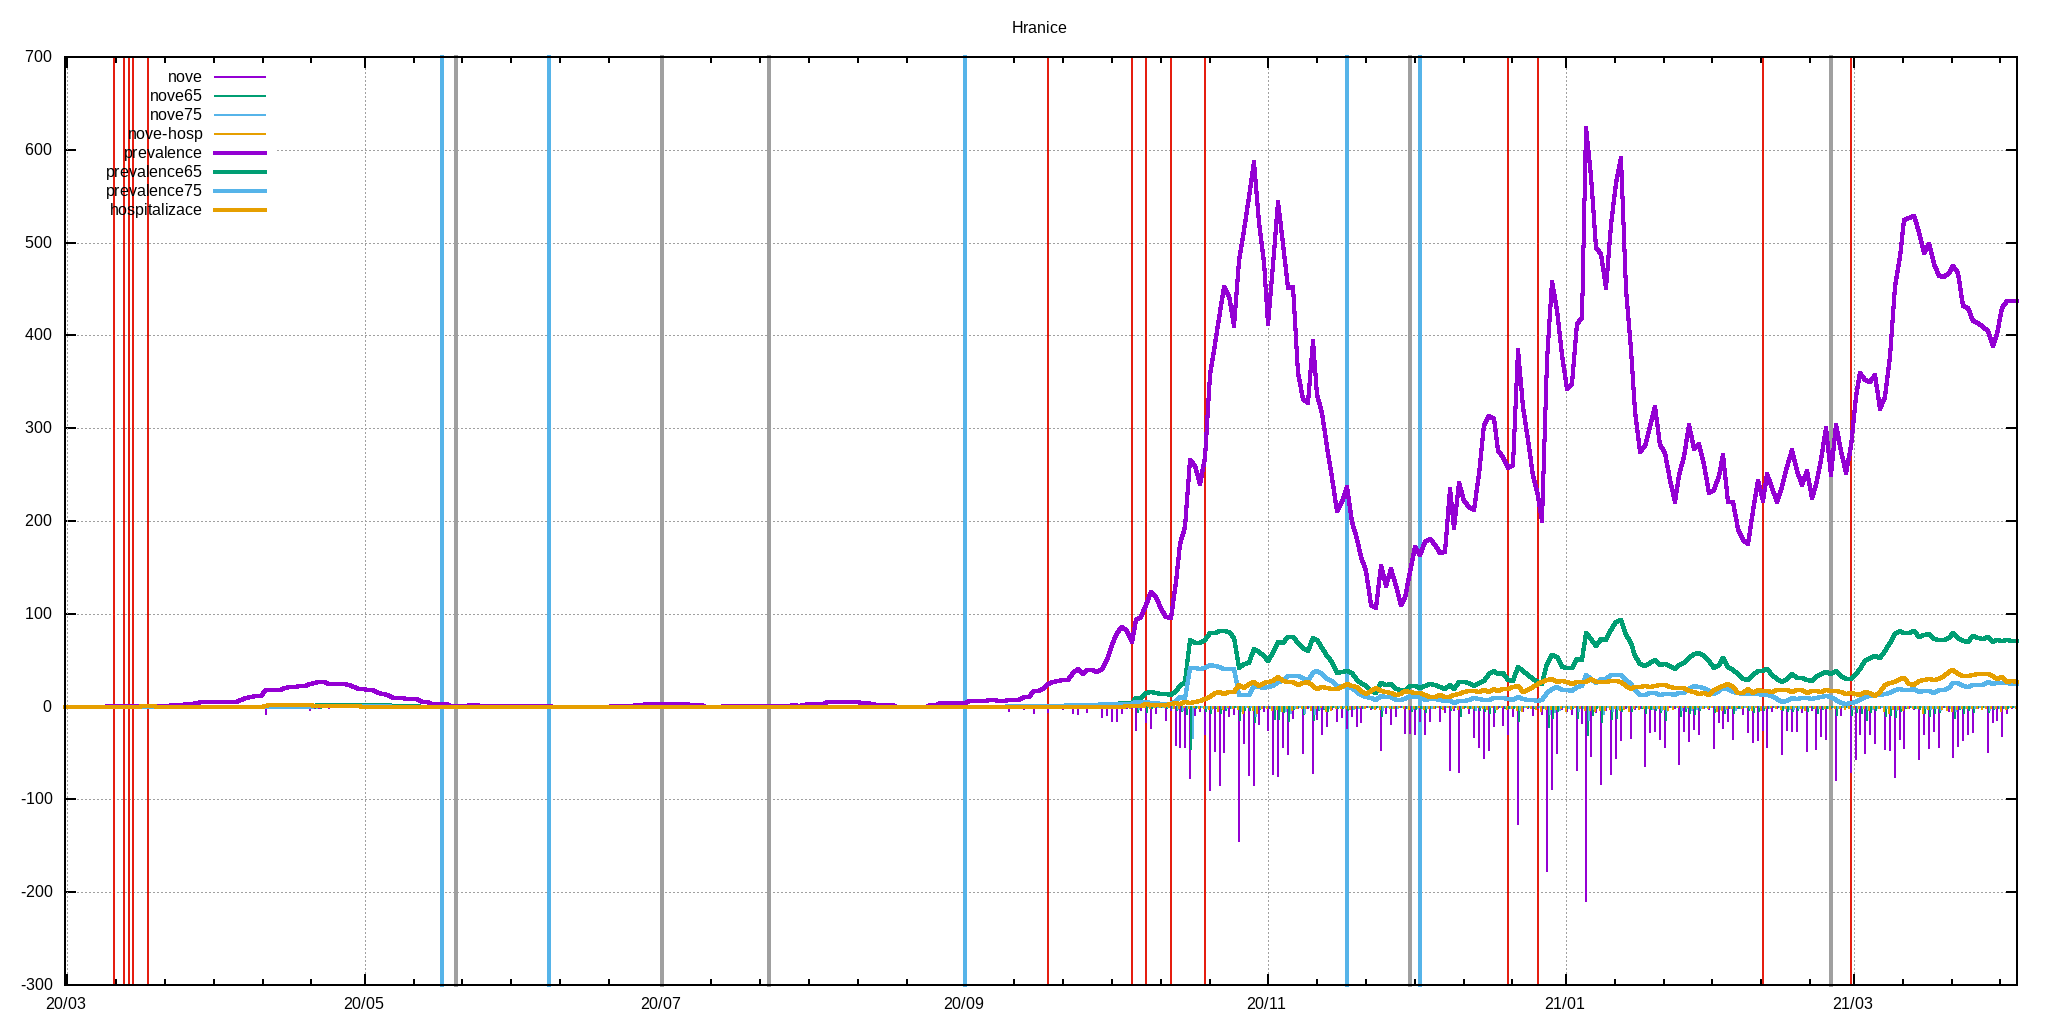 Hranice
700
600
500
400
300
200
100
0
-100
-200
-300
nove
nove65
nove75
nove-hosp
prevalence
prevalence65
prevalence75
hospitalizace
20/03 20/05 20/07 20/09 20/11 21/01 21/03